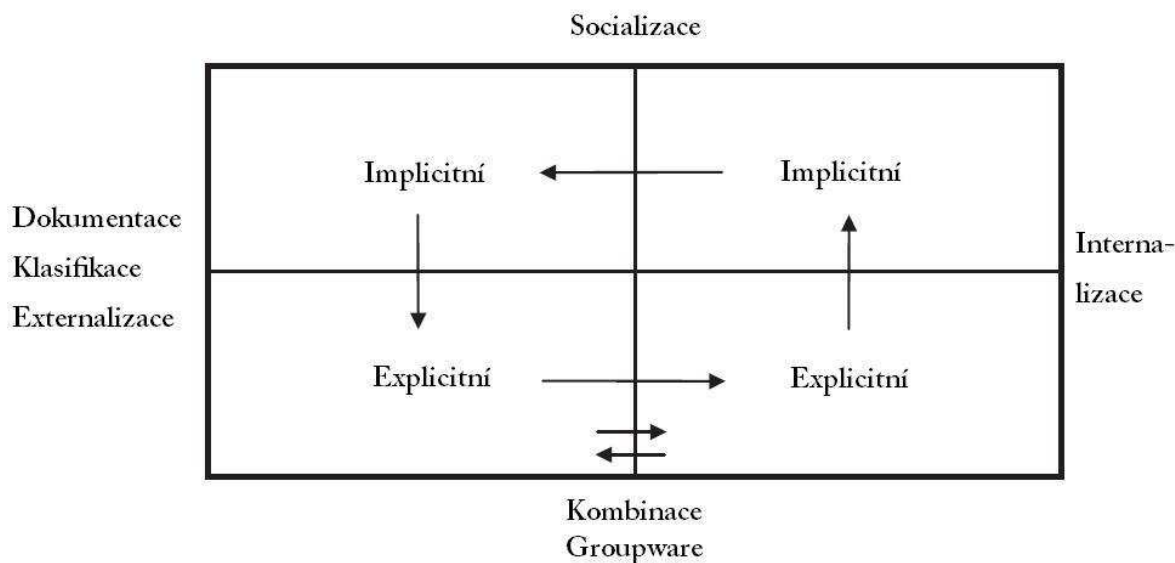 Socializace
Implicitní
Implicitní
Dokumentace
Klasifikace
Externalizace
Interna-
lizace
Explicitní
Explicitní
Kombinace
Groupware